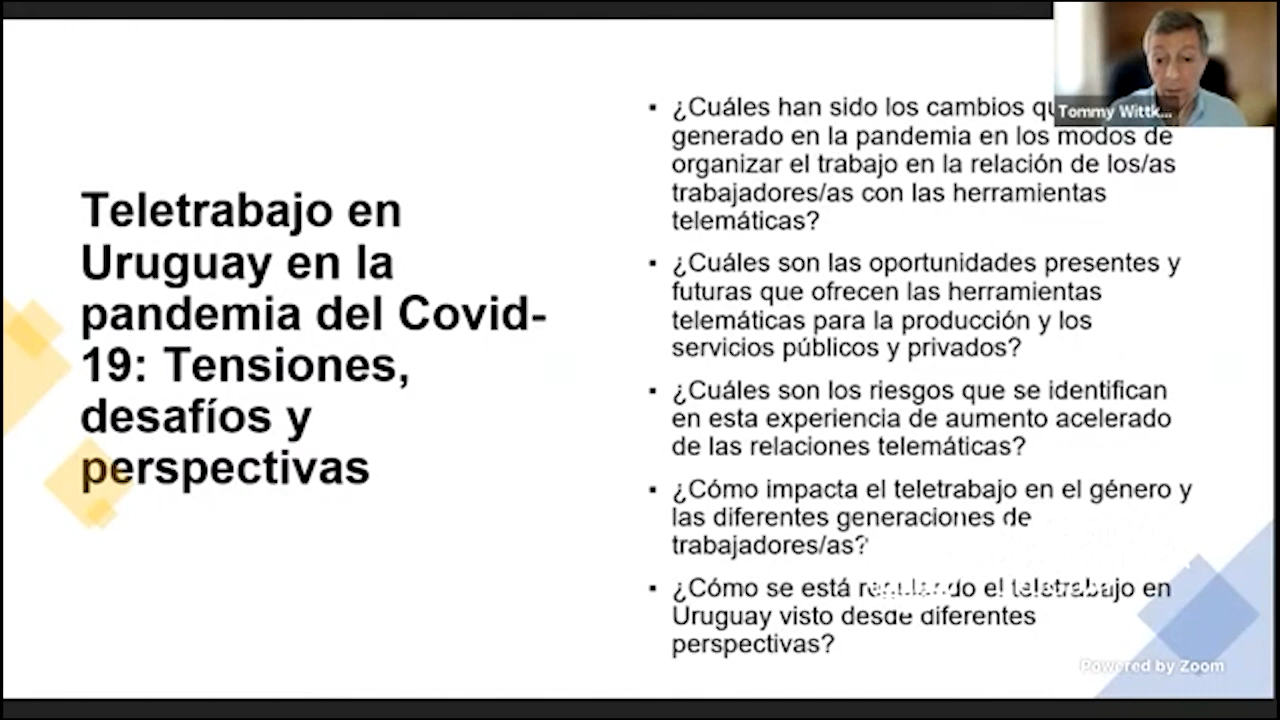 Teletrabajo en
Uruguay en la
pandemia del Covid-
19: Tensiones,
desafíos y
perspectivas
▪ ¿Cuáles han sido los cambios
generado en la pandemia en los modos de
organizar el trabajo en la relación de los/as
trabajadores/as con las herramientas
telemáticas?
▪ ¿Cuáles son las oportunidades presentes y
futuras que ofrecen las herramientas
telemáticas para la producción y los
servicios públicos y privados?
▪ ¿Cuáles son los riesgos que se identifican
en esta experiencia de aumento acelerado
de las relaciones telemáticas?
▪ ¿Cómo impacta el teletrabajo en el género y
las diferentes generaciones de
trabajadores/as?
▪ ¿Cómo se está regulando el teletrabajo en
Uruguay visto desde diferentes
perspectivas?
Tommy Wittk...
Powered by Zoom